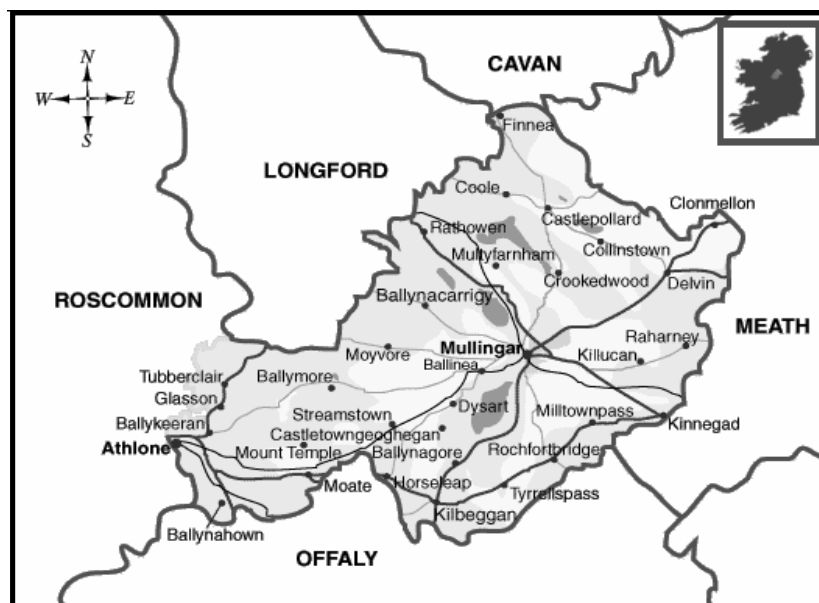 CAVAN
N
W
E
S
Finnea
LONGFORD
Coole
Clonmellon
Castlepollard
Rathowen
Collinstown
Multyfarnham
Crookedwood
Delvin
ROSCOMMON
Ballynacarrigy
MEATH
Raharney
Mullingar
Moyvore
Killucan
Ballinea
Tubberclair
Ballymore
Glasson
Dysart
Streamstown
Milltownpass
Ballykeeran
Kinnegad
Castletowngeoghegan
Athlone
Mount Temple
Ballynagore
Rochfortbridge
Moate
Horseleap
Tyrrellspass
Kilbeggan
Ballynahown
OFFALY